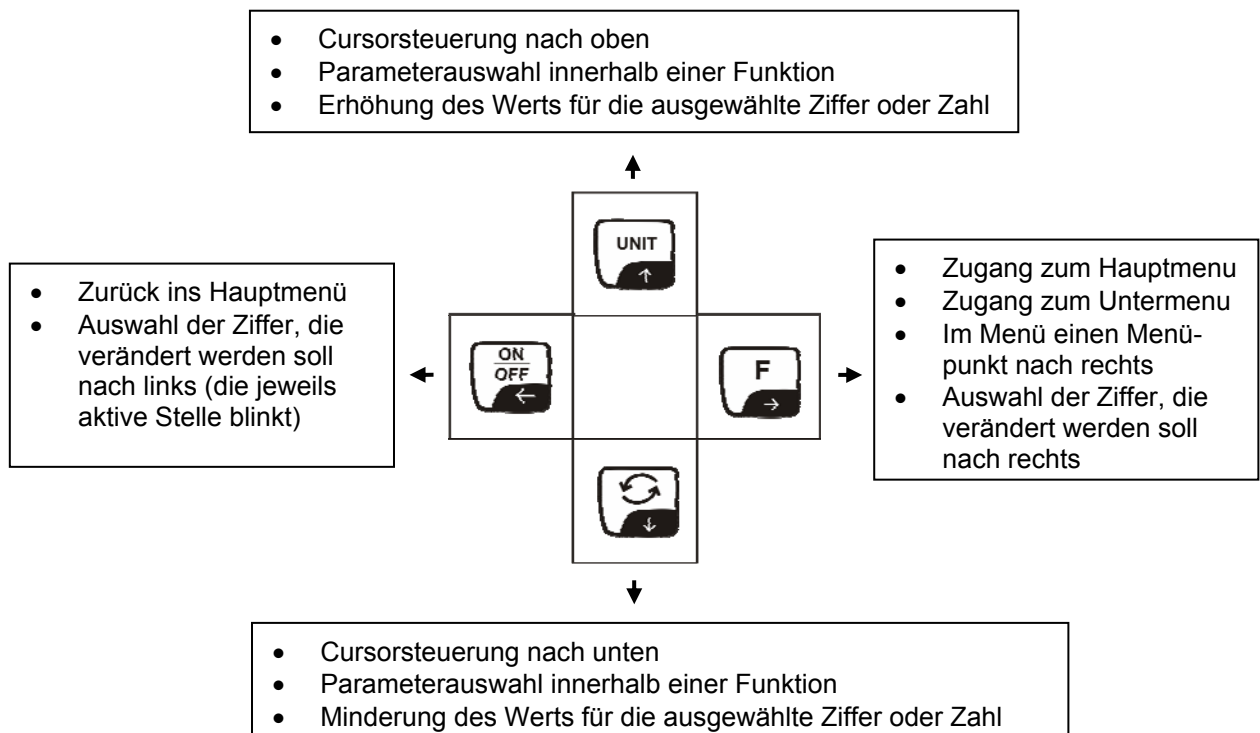 • Cursorsteuerung nach oben
• Parameterauswahl innerhalb einer Funktion
• Erhöhung des Werts für die ausgewählte Ziffer oder Zahl
UNIT
↑
• Zurück ins Hauptmenü
• Auswahl der Ziffer, die
verändert werden soll
nach links (die jeweils
aktive Stelle blinkt)
ON
OFF
←
F
→
• Zugang zum Hauptmenu
• Zugang zum Untermenu
• Im Menü einen Menü-
punkt nach rechts
• Auswahl der Ziffer, die
verändert werden soll
nach rechts
↓
• Cursorsteuerung nach unten
• Parameterauswahl innerhalb einer Funktion
• Minderung des Werts für die ausgewählte Ziffer oder Zahl